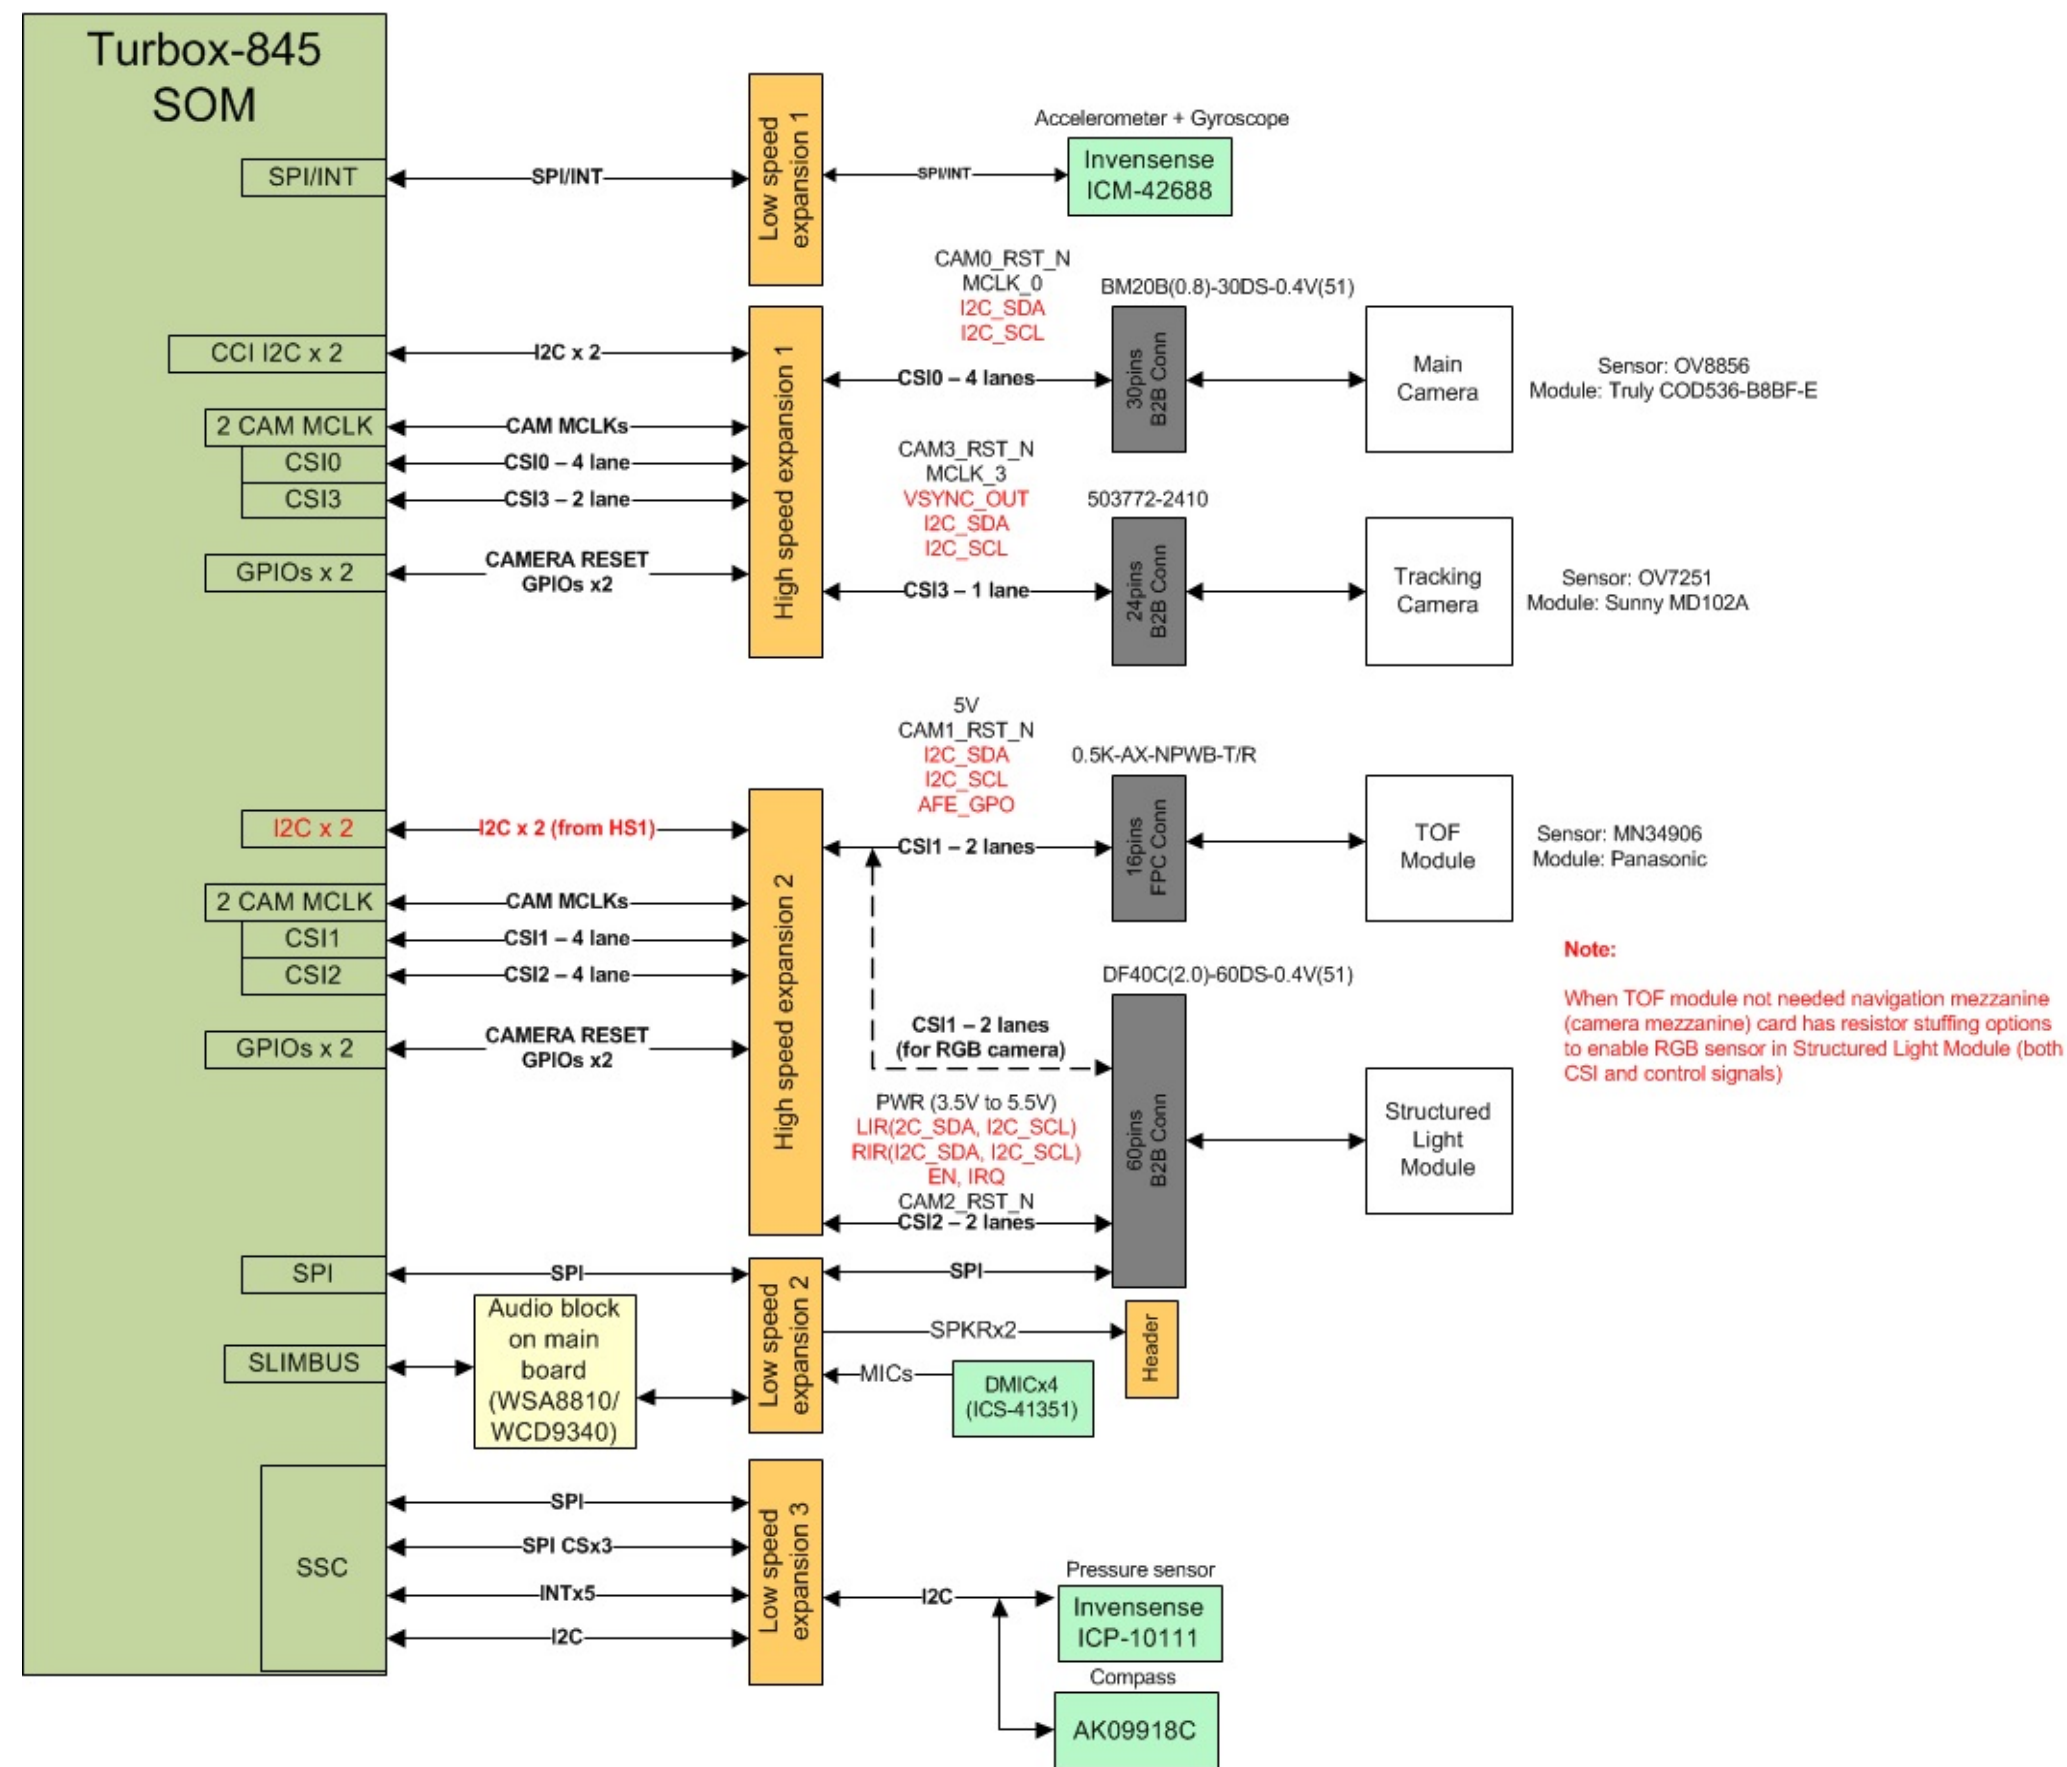 Turbox-845
SOM
SPI/INT
SPI/INT
Low speed
expansion 1
SPI/INT
Accelerometer + Gyroscope
Invensense
ICM-42688
CCI I2C x 2
I2C x 2
2 CAM MCLK
CAM MCLKs
CSI0
CSI0 – 4 lane
CSI3
CSI3 – 2 lane
GPIOs x 2
CAMERA RESET
GPIOs x2
High speed expansion 1
CAM0_RST_N
MCLK_0
I2C_SDA
I2C_SCL
CSI0 – 4 lanes
BM20B(0.8)-30DS-0.4V(51)
30pins
B2B Conn
Main
Camera
Sensor: OV8856
Module: Truly COD536-B8BF-E
CAM3_RST_N
MCLK_3
VSYNC_OUT
I2C_SDA
I2C_SCL
CSI3 – 1 lane
503772-2410
24pins
B2B Conn
Tracking
Camera
Sensor: OV7251
Module: Sunny MD102A
I2C x 2
I2C x 2 (from HS1)
2 CAM MCLK
CAM MCLKs
CSI1
CSI1 – 4 lane
CSI2
CSI2 – 4 lane
GPIOs x 2
CAMERA RESET
GPIOs x2
High speed expansion 2
5V
CAM1_RST_N
I2C_SDA
I2C_SCL
AFE_GPO
CSI1 – 2 lanes
0.5K-AX-NPWB-T/R
16pins
FPC Conn
TOF
Module
Sensor: MN34906
Module: Panasonic
Note:
When TOF module not needed navigation mezzanine
(camera mezzanine) card has resistor stuffing options
to enable RGB sensor in Structured Light Module (both
CSI and control signals)
CSI1 – 2 lanes
(for RGB camera)
PWR (3.5V to 5.5V)
LIR(2C_SDA, I2C_SCL)
RIR(I2C_SDA, I2C_SCL)
EN, IRQ
CAM2_RST_N
CSI2 – 2 lanes
DF40C(2.0)-60DS-0.4V(51)
60pins
B2B Conn
Structured
Light
Module
SPI
SPI
Low speed
expansion 2
SPI
SLIMBUS
Audio block
on main
board
(WSA8810/
WCD9340)
SPKRx2
Header
MICs
DMICx4
(ICS-41351)
SSC
SPI
SPI CSx3
INTx5
I2C
Low speed
expansion 3
I2C
Pressure sensor
Invensense
ICP-10111
Compass
AK09918C